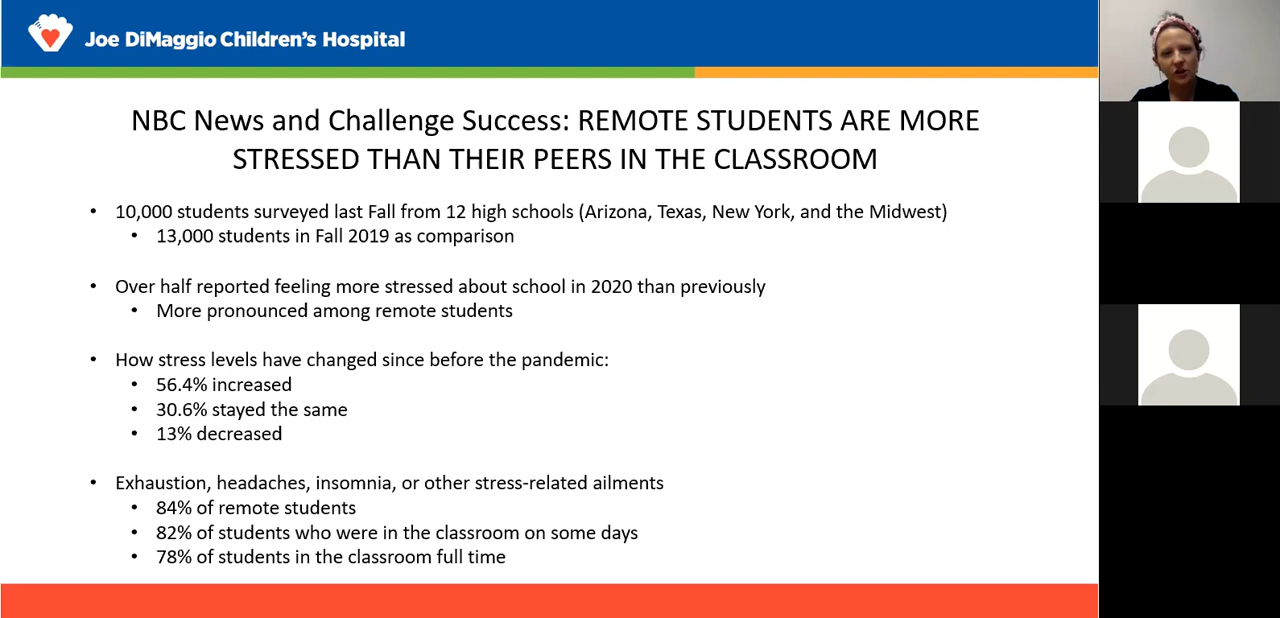 Joe DiMaggio Children's Hospital
NBC News and Challenge Success: REMOTE STUDENTS ARE MORE
STRESSED THAN THEIR PEERS IN THE CLASSROOM
• 10,000 students surveyed last Fall from 12 high schools (Arizona, Texas, New York, and the Midwest)
• 13,000 students in Fall 2019 as comparison
• Over half reported feeling more stressed about school in 2020 than previously
• More pronounced among remote students
• How stress levels have changed since before the pandemic:
• 56.4% increased
• 30.6% stayed the same
• 13% decreased
• Exhaustion, headaches, insomnia, or other stress-related ailments
• 84% of remote students
• 82% of students who were in the classroom on some days
• 78% of students in the classroom full time